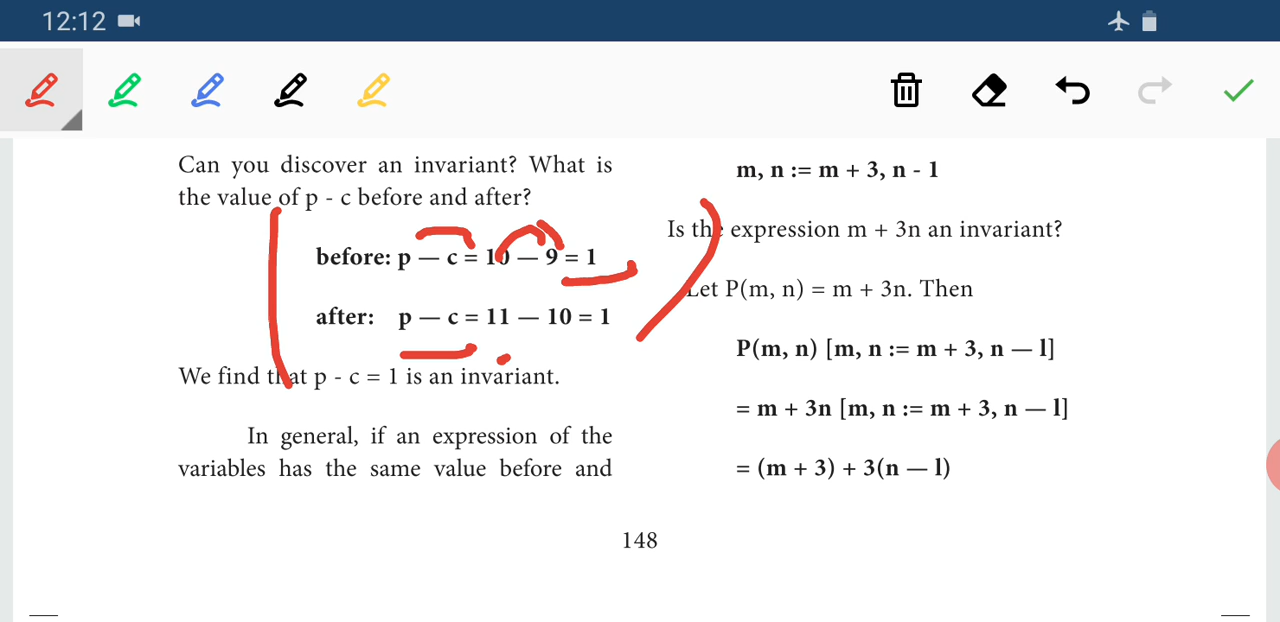 12:12
Can you discover an invariant? What is
the value of p - c before and after?
before: p — c = 10 — 9 = 1
after: p — c = 11 — 10 = 1
We find that p - c = 1 is an invariant.
In general, if an expression of the
variables has the same value before and
m, n := m + 3, n - 1
Is the expression m + 3n an invariant?
Let P(m, n) = m + 3n. Then
P(m, n) [m, n := m + 3, n — l]
= m + 3n [m, n := m + 3, n — l]
= (m + 3) + 3(n — l)
148